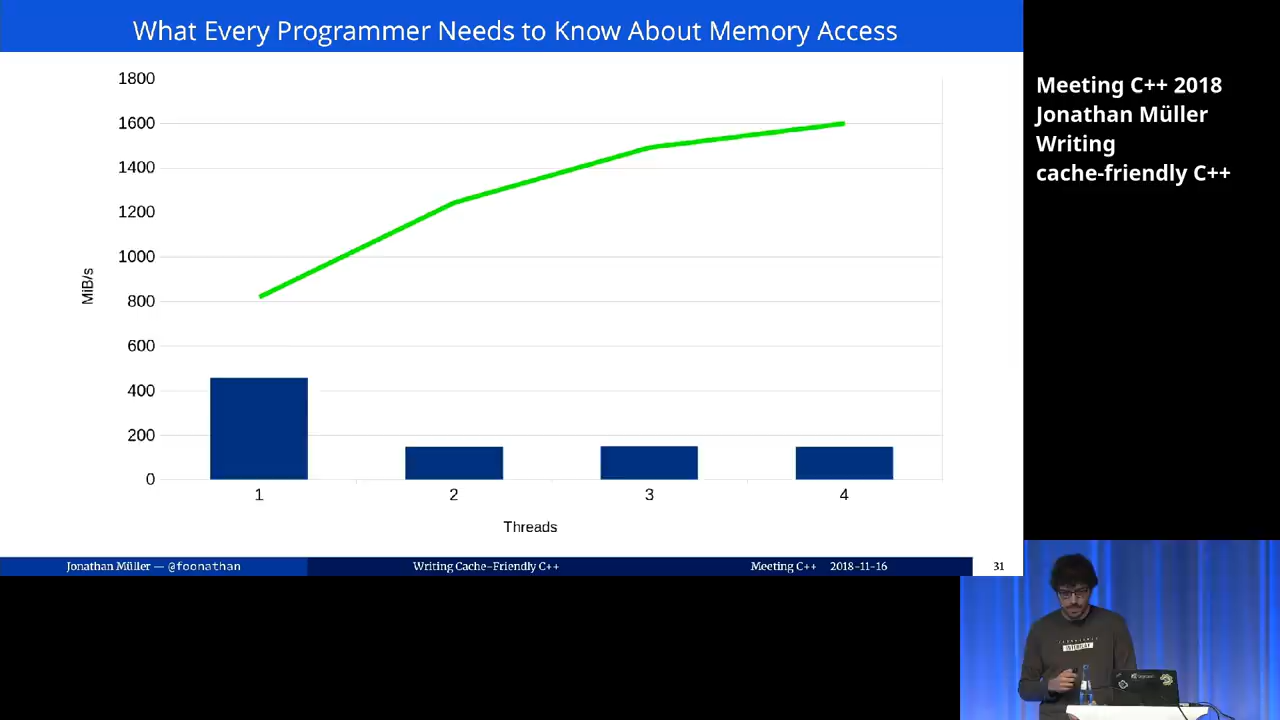 What Every Programmer Needs to Know About Memory Access
1800
1600
1400
1200
1000
800
600
400
200
0
MiB/s
1 2 3 4
Threads
Jonathan Müller — @foonathan Writing Cache-Friendly C++ Meeting C++ 2018-11-16 31
Meeting C++ 2018
Jonathan Müller
Writing
cache-friendly C++